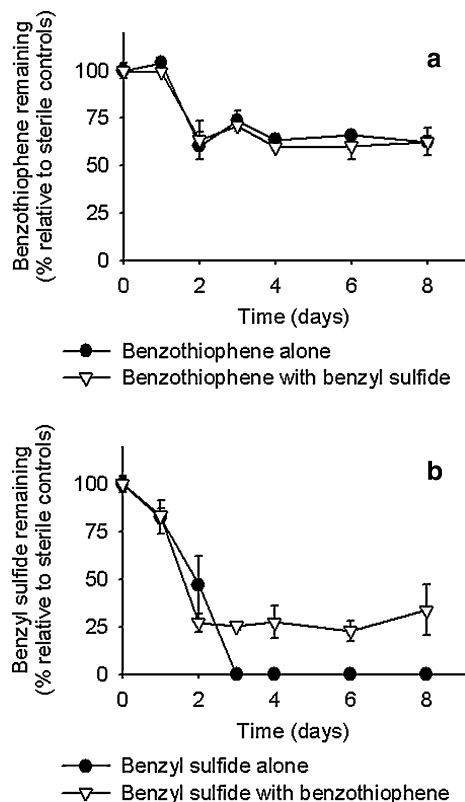 a
Benzothiophene remaining
(% relative to sterile controls)
100
75
50
25
0
0 2 4 6 8
Time (days)
Benzothiophene alone
Benzothiophene with benzyl sulfide
b
Benzyl sulfide remaining
(% relative to sterile controls)
100
75
50
25
0
0 2 4 6 8
Time (days)
Benzyl sulfide alone
Benzyl sulfide with benzothiophene